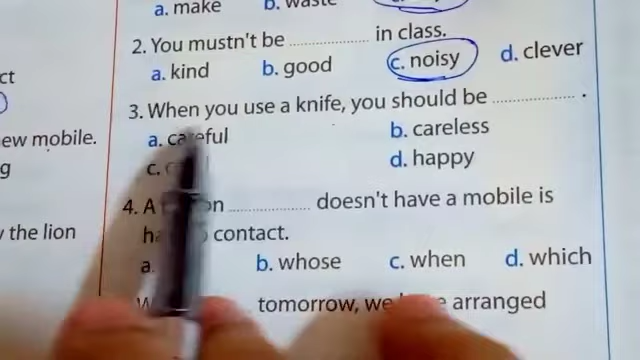 a. make b. waste
2. You mustn't be .................. in class.
a. kind b. good c. noisy d. clever
3. When you use a knife, you should be .................. .
a. careful b. careless
c. d. happy
4. A .................. doesn't have a mobile is
contact.
a. b. whose c. when d. which
tomorrow, we arranged
ct
ew mobile.
g
the lion